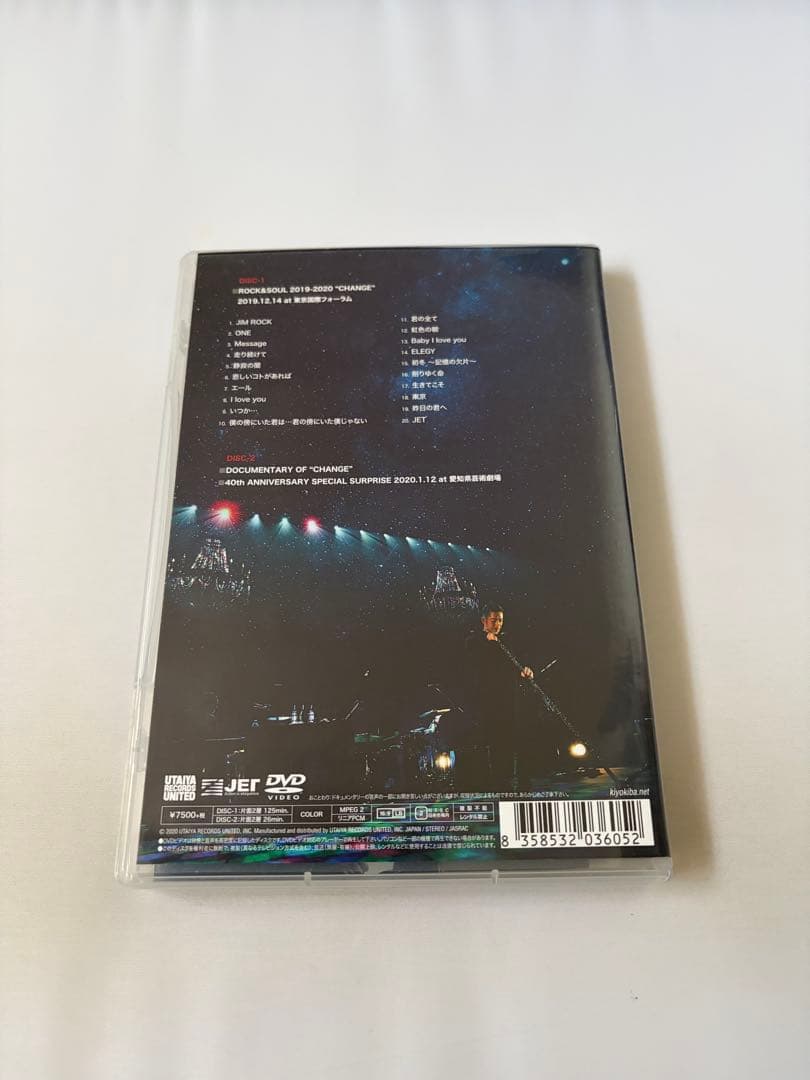 DISC-1
■ROCK&SOUL 2019-2020 "CHANGE"
2019.12.14 at 東京国際フォーラム
1. JIM ROCK
2. ONE
3. Message
4. 走り続けて
5. 静寂の闇
6. 悲しいコトがあれば
7. エール
8. I love you
9. いつか…
10. 僕の傍にいた君は…君の傍にいた僕じゃない
11. 君の全て
12. 虹色の朝
13. Baby I love you
14. ELEGY
15. 初冬 〜記憶の欠片〜
16. 削りゆく命
17. 生きてこそ
18. 東京
19. 昨日の君へ
20. JET
DISC-2
■DOCUMENTARY OF "CHANGE"
■40th ANNIVERSARY SPECIAL SURPRISE 2020.1.12 at 愛知県芸術劇場
UTAIYA
RECORDS
UNITED
JET
DVD
VIDEO
kiyokiba.net
¥7500+税
DISC-1:片面2層 125min.
DISC-2:片面2層 26min.
COLOR
MPEG 2
リニアPCM
16:9 LB
複製不能
レンタル禁止
© 2020 UTAIYA RECORDS UNITED, INC. Manufactured and distributed by UTAIYA RECORDS UNITED, INC. JAPAN / STEREO / JASRAC
8 358532 036052